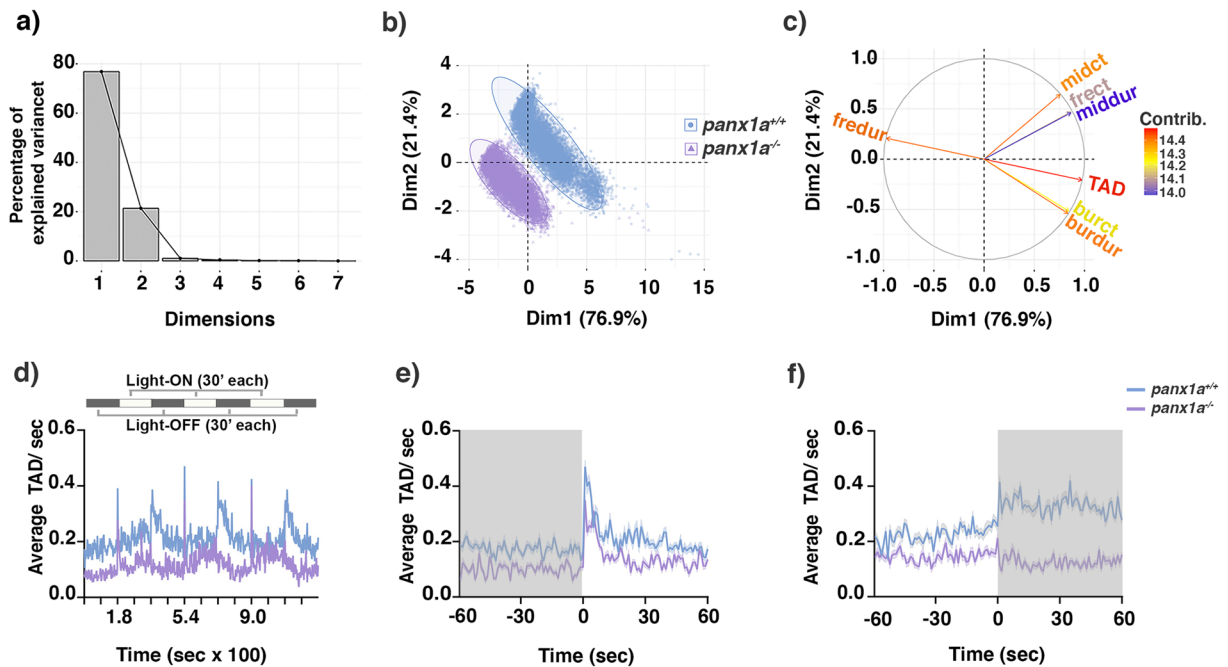 a)
Percentage of
explained variancet
80
60
40
20
0
1 2 3 4 5 6 7
Dimensions
b)
Dim2 (21.4%)
4
2
0
-2
-4
-5 0 5 10 15
Dim1 (76.9%)
panx1a+/+
panx1a-/-
c)
Dim2 (21.4%)
1.0
0.5
0.0
-0.5
-1.0
-1.0 -0.5 0.0 0.5 1.0
Dim1 (76.9%)
midct
frect
middur
fredur
TAD
burct
burdur
Contrib.
14.4
14.3
14.2
14.1
14.0
d)
Light-ON (30' each)
Light-OFF (30' each)
Average TAD/ sec
0.6
0.4
0.2
0.0
1.8 5.4 9.0
Time (sec x 100)
e)
Average TAD/ sec
0.6
0.4
0.2
0.0
-60 -30 0 30 60
Time (sec)
f)
Average TAD/ sec
0.6
0.4
0.2
0.0
-60 -30 0 30 60
Time (sec)
panx1a+/+
panx1a-/-